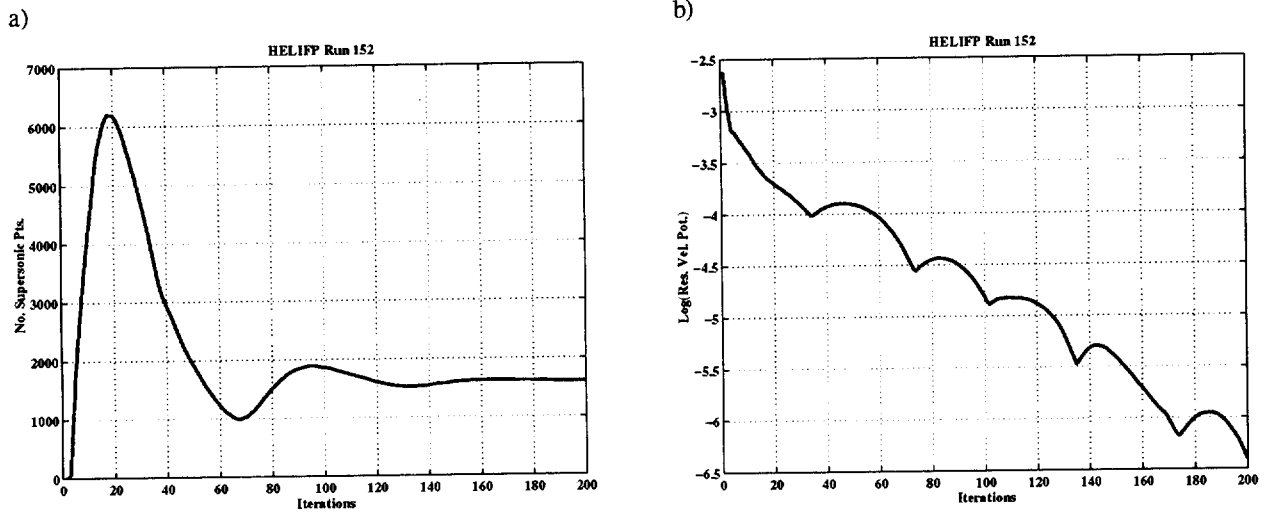 a)
HELIFP Run 152
No. Supersonic Pts.
7000
6000
5000
4000
3000
2000
1000
0
0 20 40 60 80 100 120 140 160 180 200
Iterations
b)
HELIFP Run 152
Log(Res. Vel. Pot.)
-2.5
-3
-3.5
-4
-4.5
-5
-5.5
-6
-6.5
0 20 40 60 80 100 120 140 160 180 200
Iterations